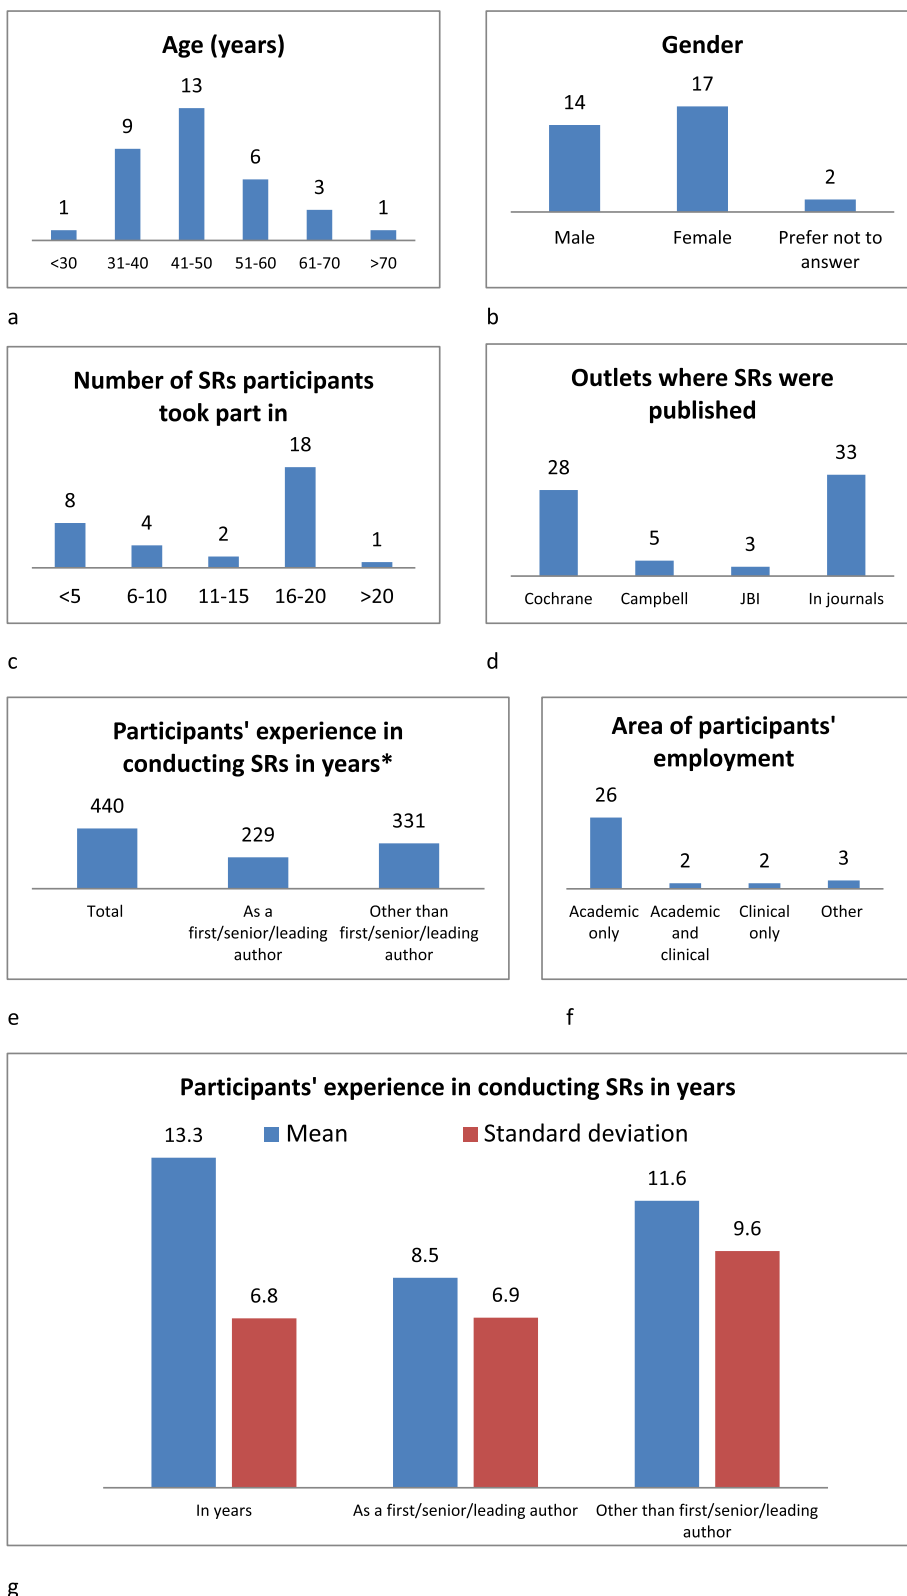 Age (years)
1
9
13
6
3
1
<30
31-40
41-50
51-60
61-70
>70
a
Gender
14
17
2
Male
Female
Prefer not to
answer
b
Number of SRs participants
took part in
8
4
2
18
1
<5
6-10
11-15
16-20
>20
c
Outlets where SRs were
published
28
5
3
33
Cochrane
Campbell
JBI
In journals
d
Participants' experience in
conducting SRs in years*
440
229
331
Total
As a
first/senior/leading
author
Other than
first/senior/leading
author
e
Area of participants'
employment
26
2
2
3
Academic
only
Academic
and
clinical
Clinical
only
Other
f
Participants' experience in conducting SRs in years
Mean
Standard deviation
13.3
6.8
8.5
6.9
11.6
9.6
In years
As a first/senior/leading author
Other than first/senior/leading
author
g